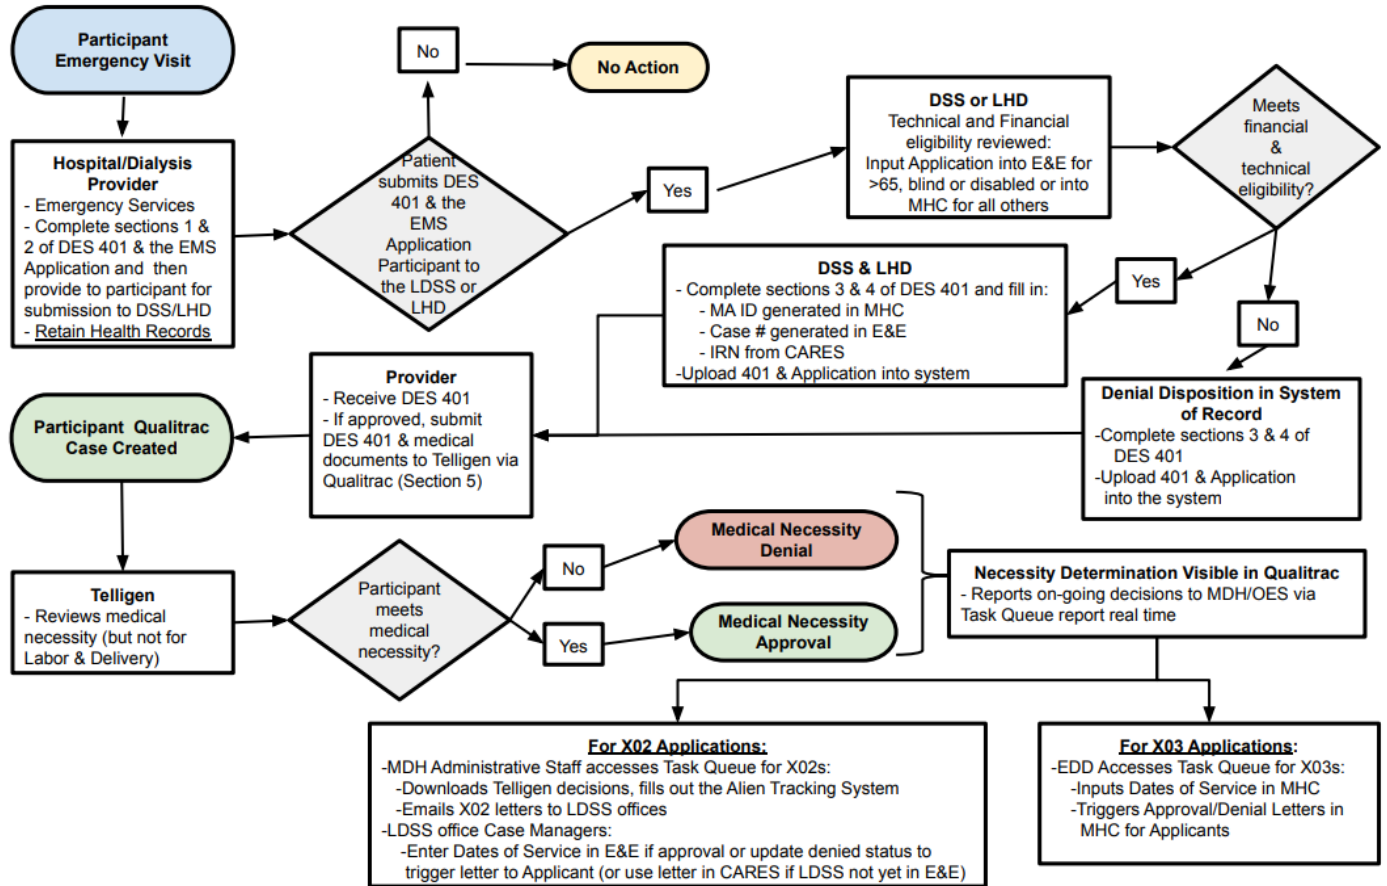 Participant
Emergency Visit
No
No Action
Hospital/Dialysis
Provider
- Emergency Services
- Complete sections 1 &
2 of DES 401 & the EMS
Application and then
provide to participant for
submission to DSS/LHD
- Retain Health Records
Patient
submits DES
401 & the
EMS
Application
Participant to
the LDSS or
LHD
Yes
DSS or LHD
Technical and Financial
eligibility reviewed:
Input Application into E&E for
>65, blind or disabled or into
MHC for all others
Meets
financial
&
technical
eligibility?
Yes
No
DSS & LHD
- Complete sections 3 & 4 of DES 401 and fill in:
- MA ID generated in MHC
- Case # generated in E&E
- IRN from CARES
-Upload 401 & Application into system
Denial Disposition in System
of Record
-Complete sections 3 & 4 of
DES 401
-Upload 401 & Application
into the system
Provider
- Receive DES 401
- If approved, submit
DES 401 & medical
documents to Telligen via
Qualitrac (Section 5)
Participant Qualitrac
Case Created
Telligen
- Reviews medical
necessity (but not for
Labor & Delivery)
Participant
meets
medical
necessity?
No
Yes
Medical Necessity
Denial
Medical Necessity
Approval
Necessity Determination Visible in Qualitrac
- Reports on-going decisions to MDH/OES via
Task Queue report real time
For X02 Applications:
-MDH Administrative Staff accesses Task Queue for X02s:
-Downloads Telligen decisions, fills out the Alien Tracking System
-Emails X02 letters to LDSS offices
-LDSS office Case Managers:
-Enter Dates of Service in E&E if approval or update denied status to
trigger letter to Applicant (or use letter in CARES if LDSS not yet in E&E)
For X03 Applications:
-EDD Accesses Task Queue for X03s:
-Inputs Dates of Service in MHC
-Triggers Approval/Denial Letters in
MHC for Applicants